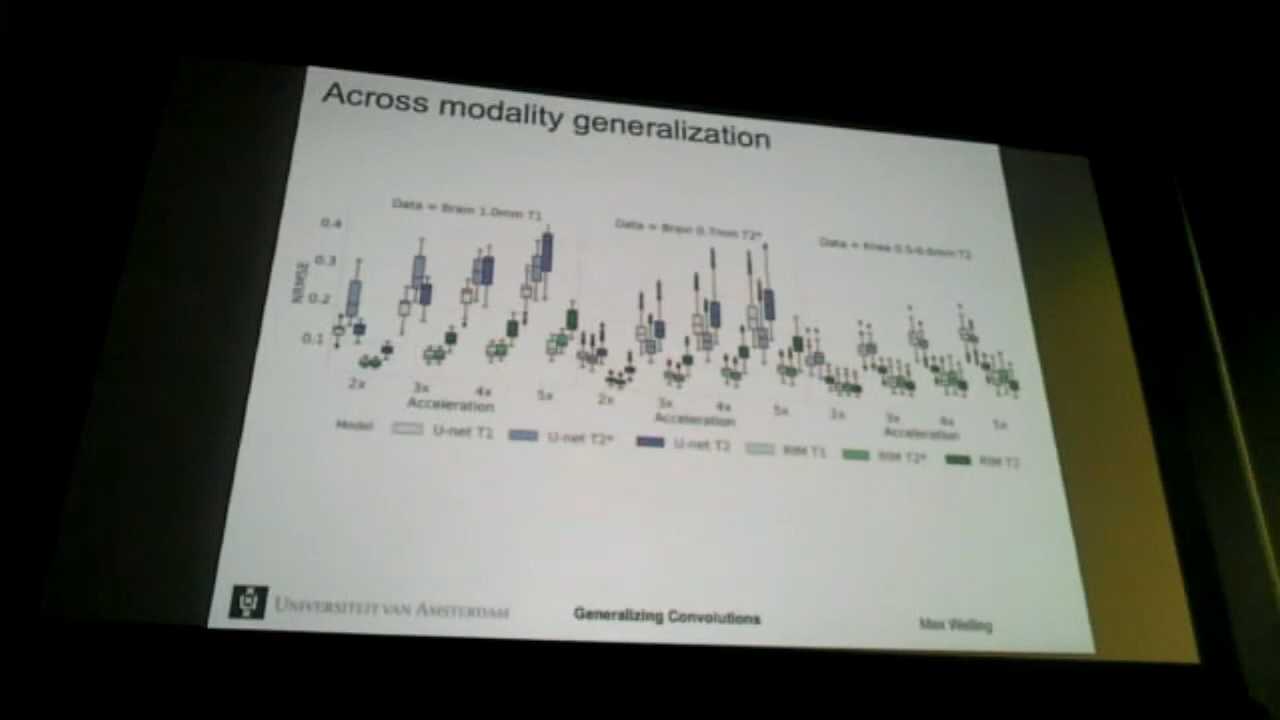 Across modality generalization
Data = Brain 1.0mm T1
Data = Brain 0.7mm T2*
Data = Knee 0.5-0.6mm T2
NRMSE
0.4
0.3
0.2
0.1
2x 3x 4x 5x 2x 3x 4x 5x 2x 3x 4x 5x
Acceleration Acceleration Acceleration
Model U-net T1 U-net T2* U-net T2 RIM T1 RIM T2* RIM T2
UNIVERSITEIT VAN AMSTERDAM
Generalizing Convolutions
Max Welling